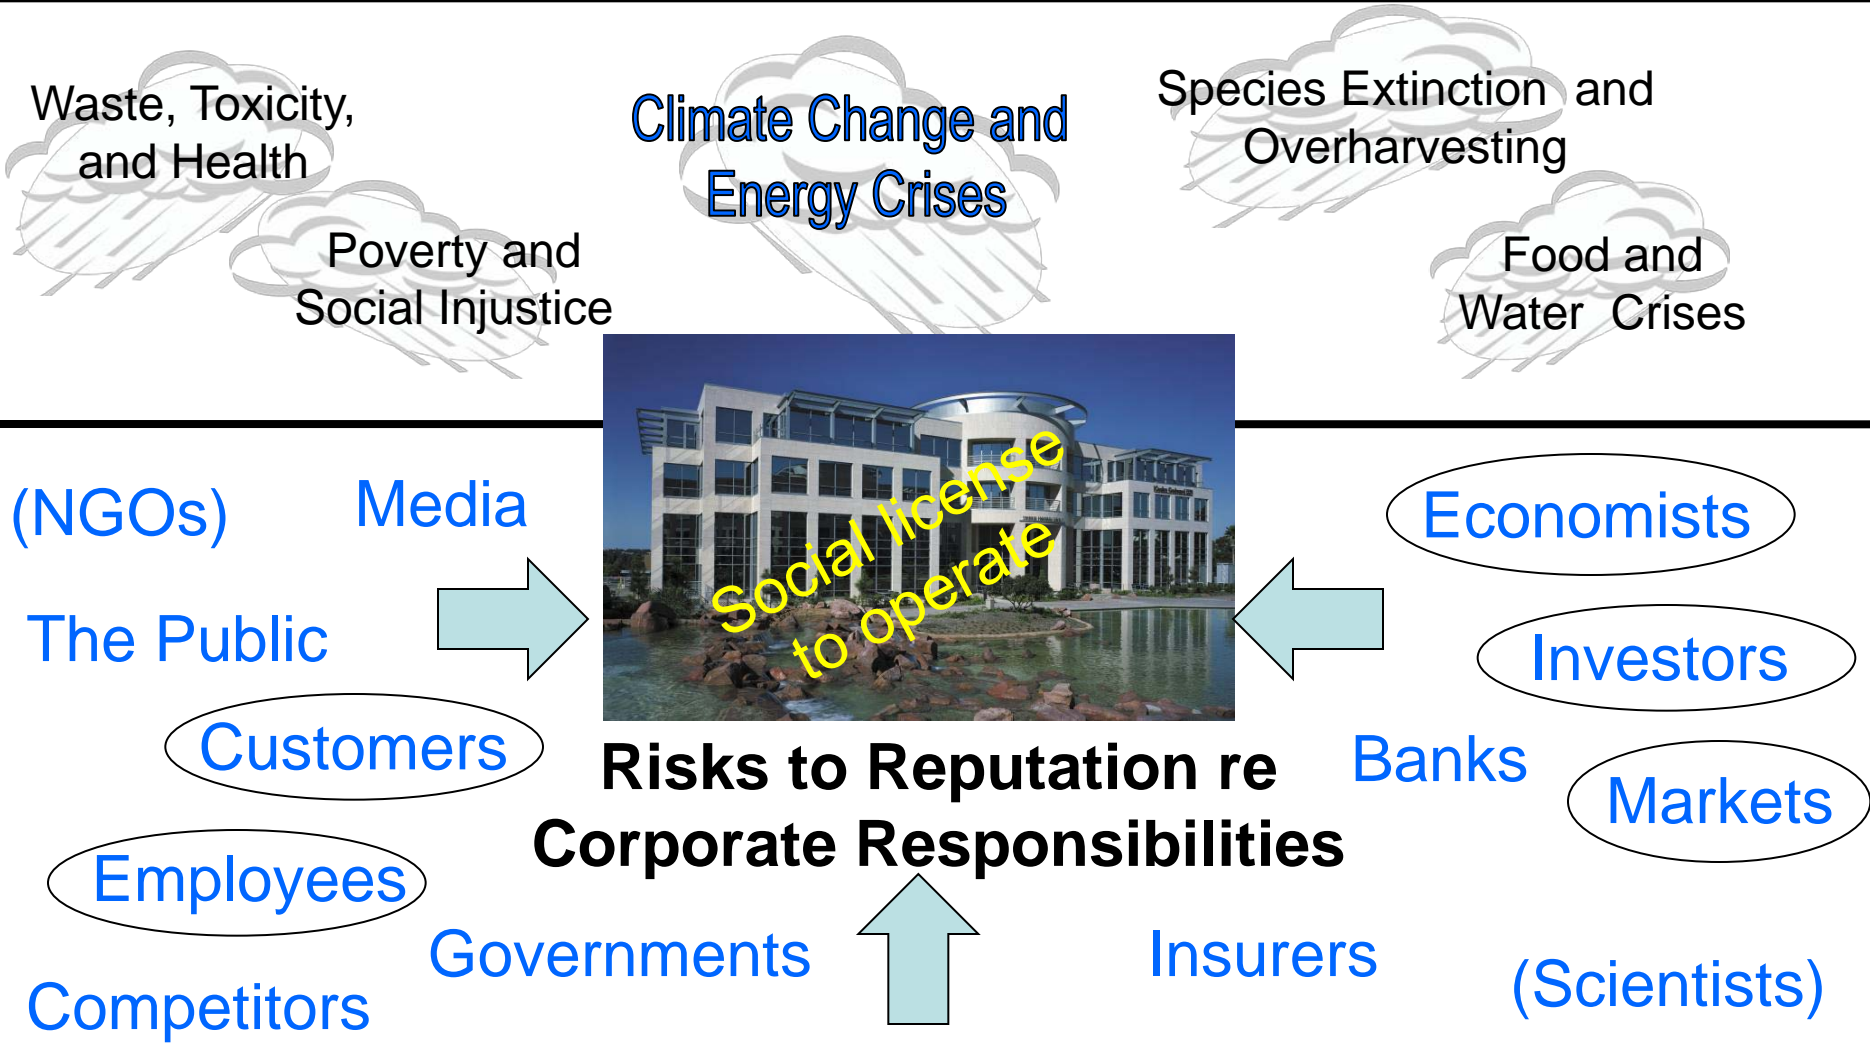 Waste, Toxicity,
and Health
Climate Change and
Energy Crises
Species Extinction and
Overharvesting
Poverty and
Social Injustice
Food and
Water Crises
(NGOs)
Media
Social license
to operate
Economists
The Public
Investors
Customers
Risks to Reputation re
Corporate Responsibilities
Banks
Markets
Employees
Governments
Insurers
(Scientists)
Competitors